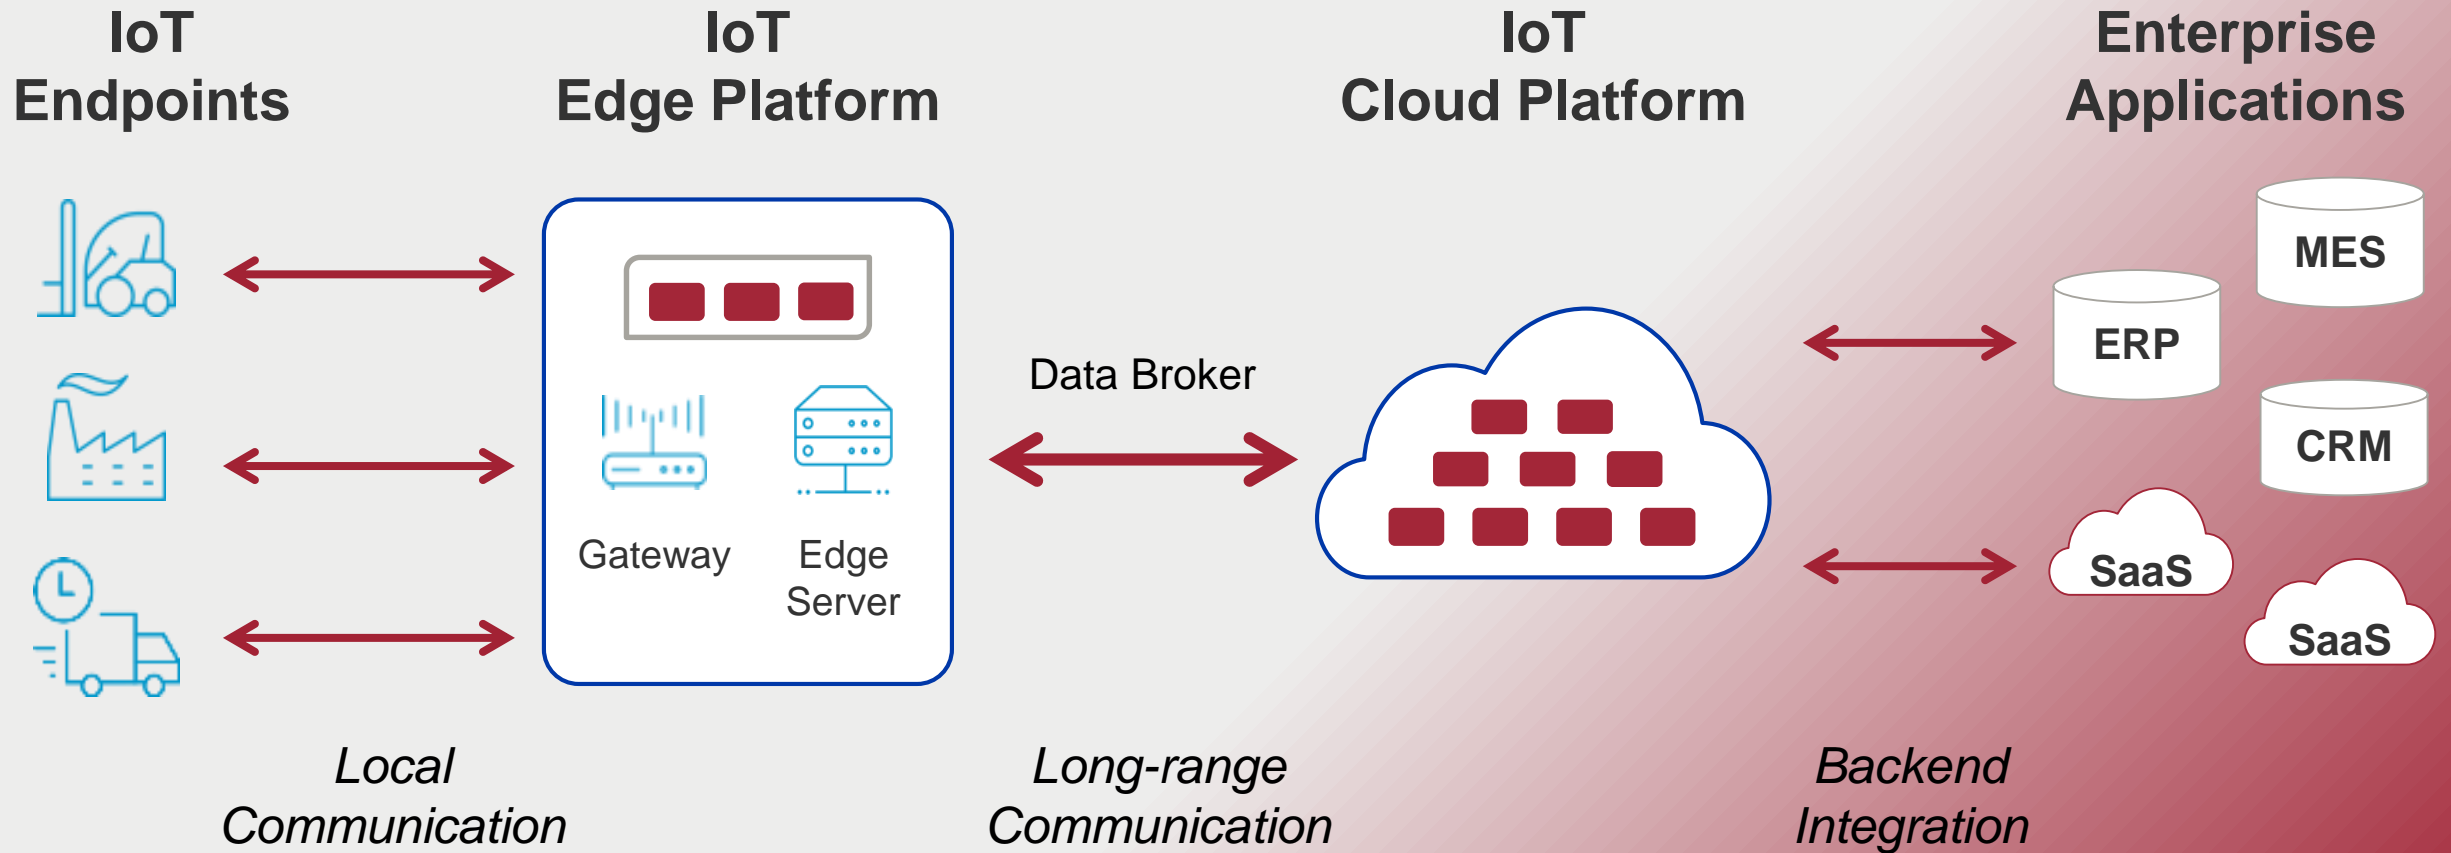 IoT
Endpoints
IoT
Edge Platform
IoT
Cloud Platform
Enterprise
Applications
Gateway
Edge
Server
Data Broker
MES
ERP
CRM
SaaS
SaaS
Local
Communication
Long-range
Communication
Backend
Integration